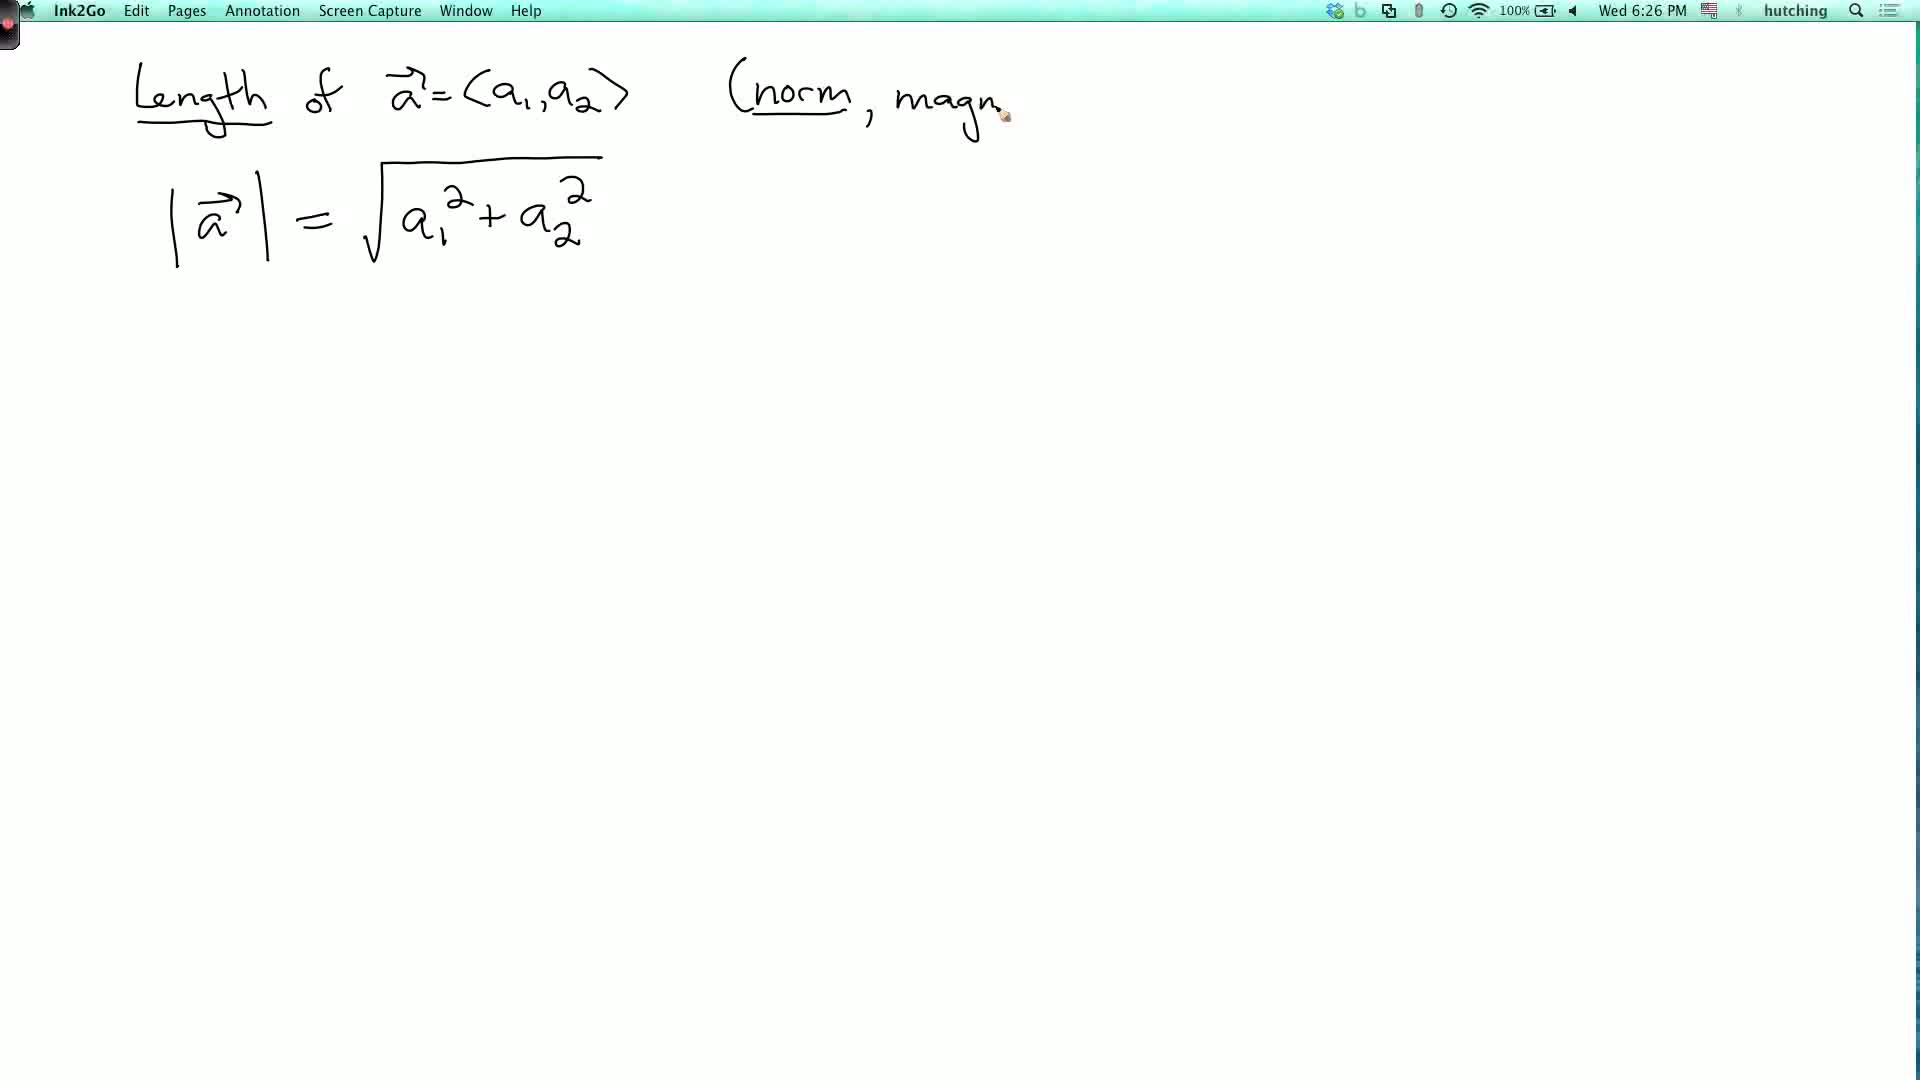 Ink2Go Edit Pages Annotation Screen Capture Window Help 100% Wed 6:26 PM hutching
Length of a⃗ = ⟨a₁, a₂⟩ (norm, magn
|a⃗| = √(a₁² + a₂²)